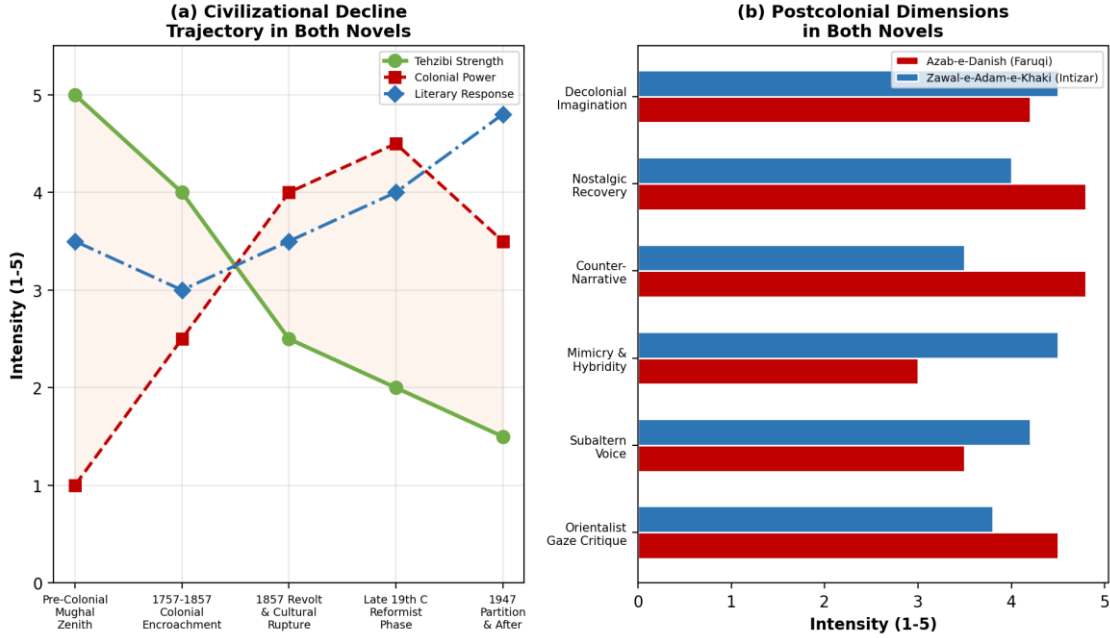 (a) Civilizational Decline
Trajectory in Both Novels
Intensity (1-5)
5
4
3
2
1
0
Tehzibi Strength
Colonial Power
Literary Response
Pre-Colonial
Mughal
Zenith
1757-1857
Colonial
Encroachment
1857 Revolt
& Cultural
Rupture
Late 19th C
Reformist
Phase
1947
Partition
& After
(b) Postcolonial Dimensions
in Both Novels
Azab-e-Danish (Faruqi)
Zawal-e-Adam-e-Khaki (Intizar)
Decolonial
Imagination
Nostalgic
Recovery
Counter-
Narrative
Mimicry &
Hybridity
Subaltern
Voice
Orientalist
Gaze Critique
0
1
2
3
4
5
Intensity (1-5)